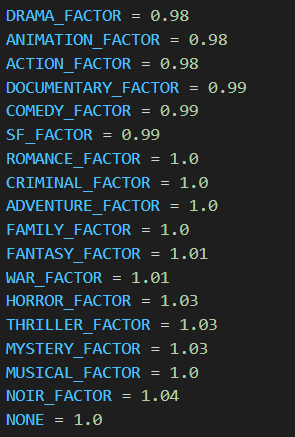 DRAMA_FACTOR = 0.98
ANIMATION_FACTOR = 0.98
ACTION_FACTOR = 0.98
DOCUMENTARY_FACTOR = 0.99
COMEDY_FACTOR = 0.99
SF_FACTOR = 0.99
ROMANCE_FACTOR = 1.0
CRIMINAL_FACTOR = 1.0
ADVENTURE_FACTOR = 1.0
FAMILY_FACTOR = 1.0
FANTASY_FACTOR = 1.01
WAR_FACTOR = 1.01
HORROR_FACTOR = 1.03
THRILLER_FACTOR = 1.03
MYSTERY_FACTOR = 1.03
MUSICAL_FACTOR = 1.0
NOIR_FACTOR = 1.04
NONE = 1.0